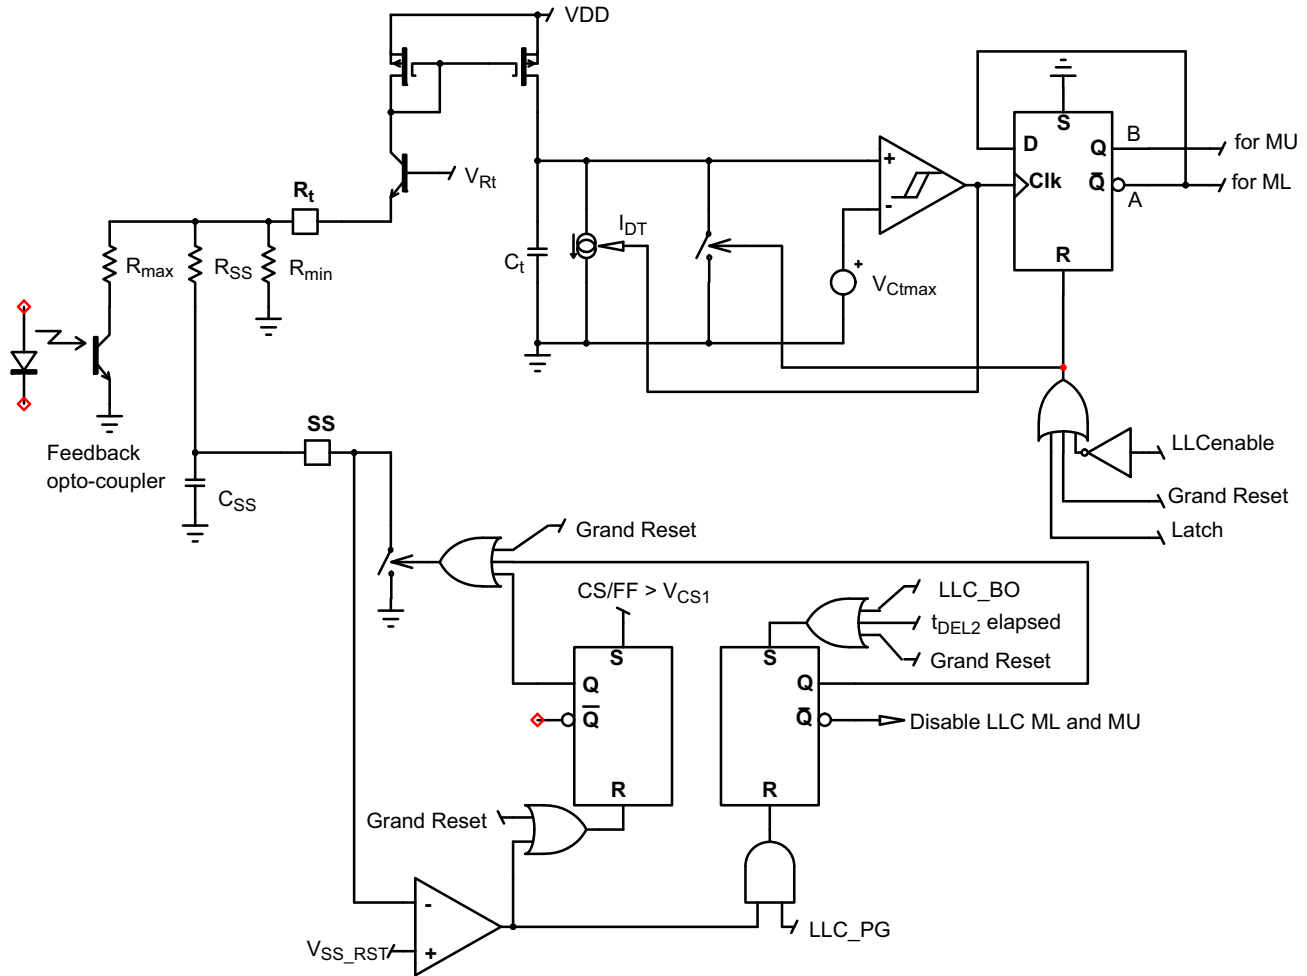 VDD
S
D
Q
B
for MU
Clk
Q
A
for ML
R
VRt
Rt
+
-
IDT
Ct
+
VCtmax
Rmax
RSS
Rmin
LLCenable
Grand Reset
Latch
Feedback
opto-coupler
SS
CSS
Grand Reset
CS/FF > VCS1
LLC_BO
tDEL2 elapsed
Grand Reset
S
Q
Q
R
S
Q
Q
R
Disable LLC ML and MU
Grand Reset
-
+
VSS_RST
LLC_PG